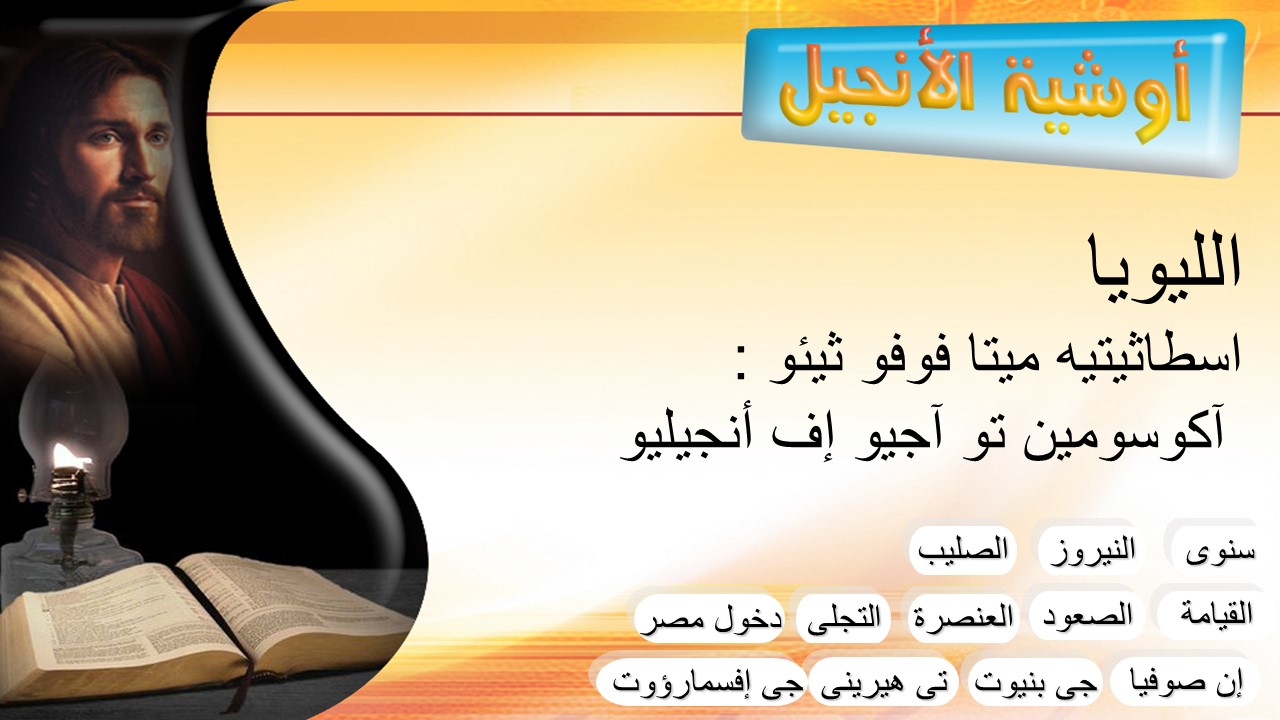 أوشية الأنجيل
الليويا
اسطاثيتيه ميتا فوفو ثيئو :
آكوسومين تو آجيو إف أنجيليو
سنوى النيروز الصليب
القيامة الصعود العنصرة التجلى دخول مصر
إن صوفيا جى بنيوت تى هيرينى جى إفسمارؤوت